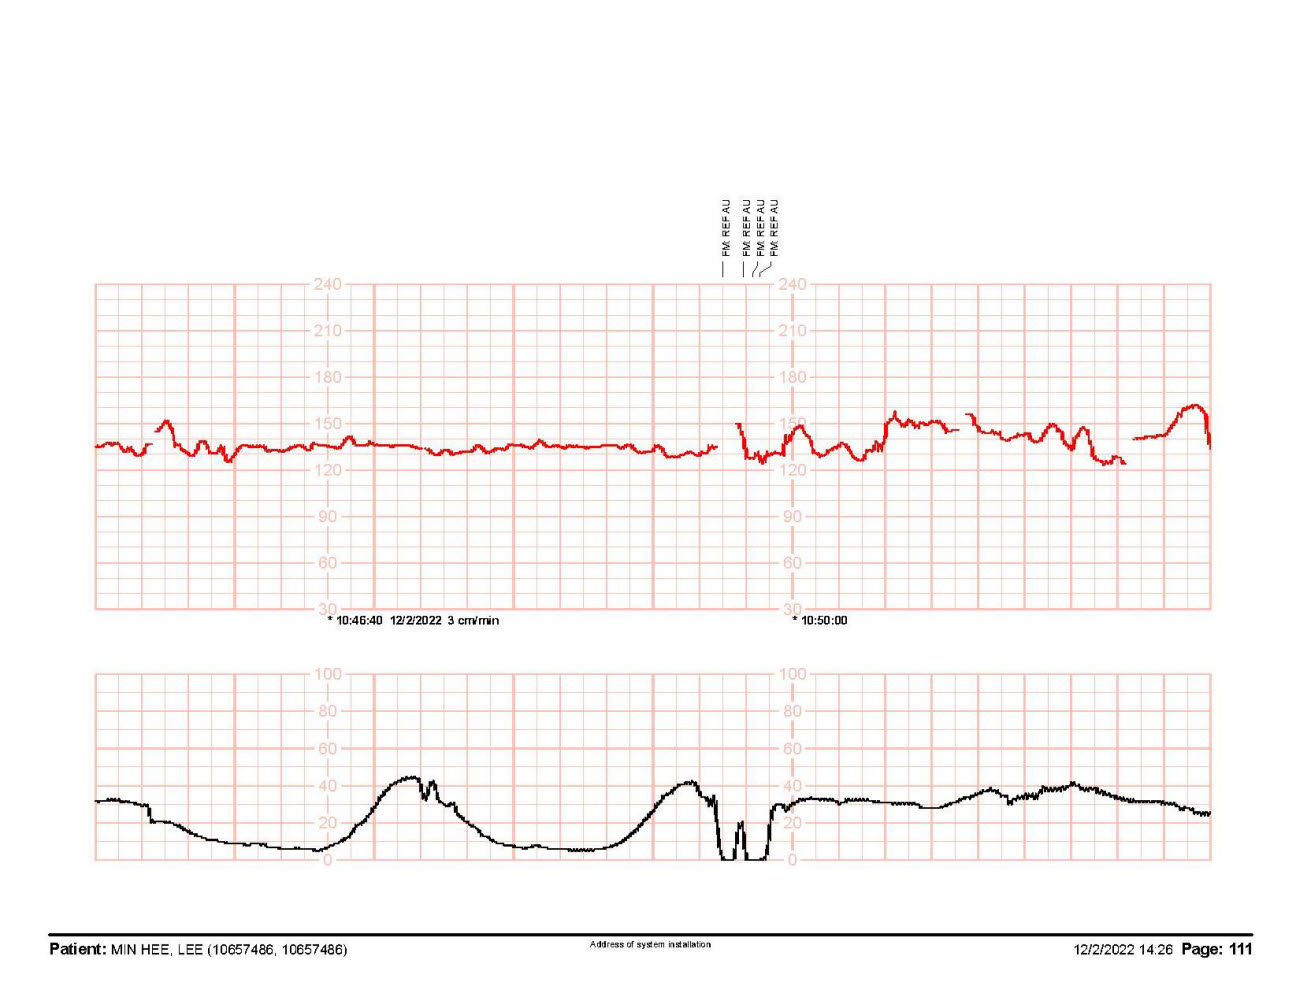 FM: REF AU
FM: REF AU
FM: REF AU
FM: REF AU
240 240
210 210
180 180
150 150
120 120
90 90
60 60
30 30
* 10:46:40 12/2/2022 3 cm/min * 10:50:00
100 100
80 80
60 60
40 40
20 20
0 0
Patient: MIN HEE, LEE (10657486, 10657486) Address of system installation 12/2/2022 14:26 Page: 111